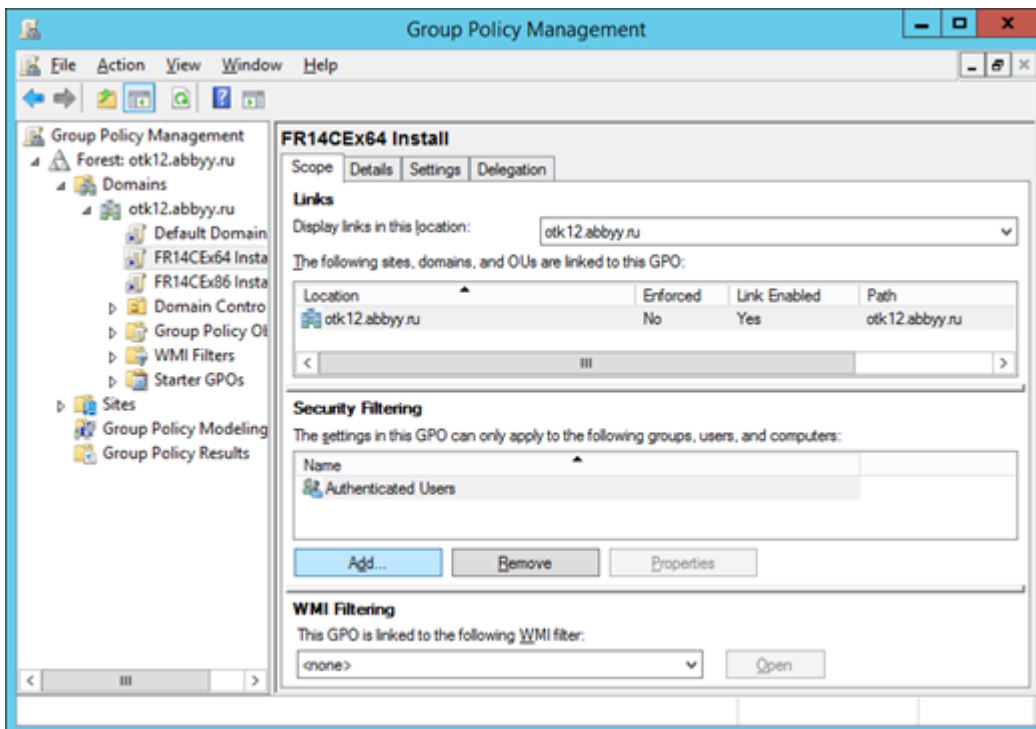 Group Policy Management
File Action View Window Help
Group Policy Management
Forest: otk12.abbyy.ru
Domains
otk12.abbyy.ru
Default Domain
FR14CEx64 Insta
FR14CEx86 Insta
Domain Contro
Group Policy Ol
WMI Filters
Starter GPOs
Sites
Group Policy Modeling
Group Policy Results
FR14CEx64 Install
Scope Details Settings Delegation
Links
Display links in this location: otk12.abbyy.ru
The following sites, domains, and OUs are linked to this GPO:
Location Enforced Link Enabled Path
otk12.abbyy.ru No Yes otk12.abbyy.ru
Security Filtering
The settings in this GPO can only apply to the following groups, users, and computers:
Name
Authenticated Users
Add... Remove Properties
WMI Filtering
This GPO is linked to the following WMI filter:
<none> Open